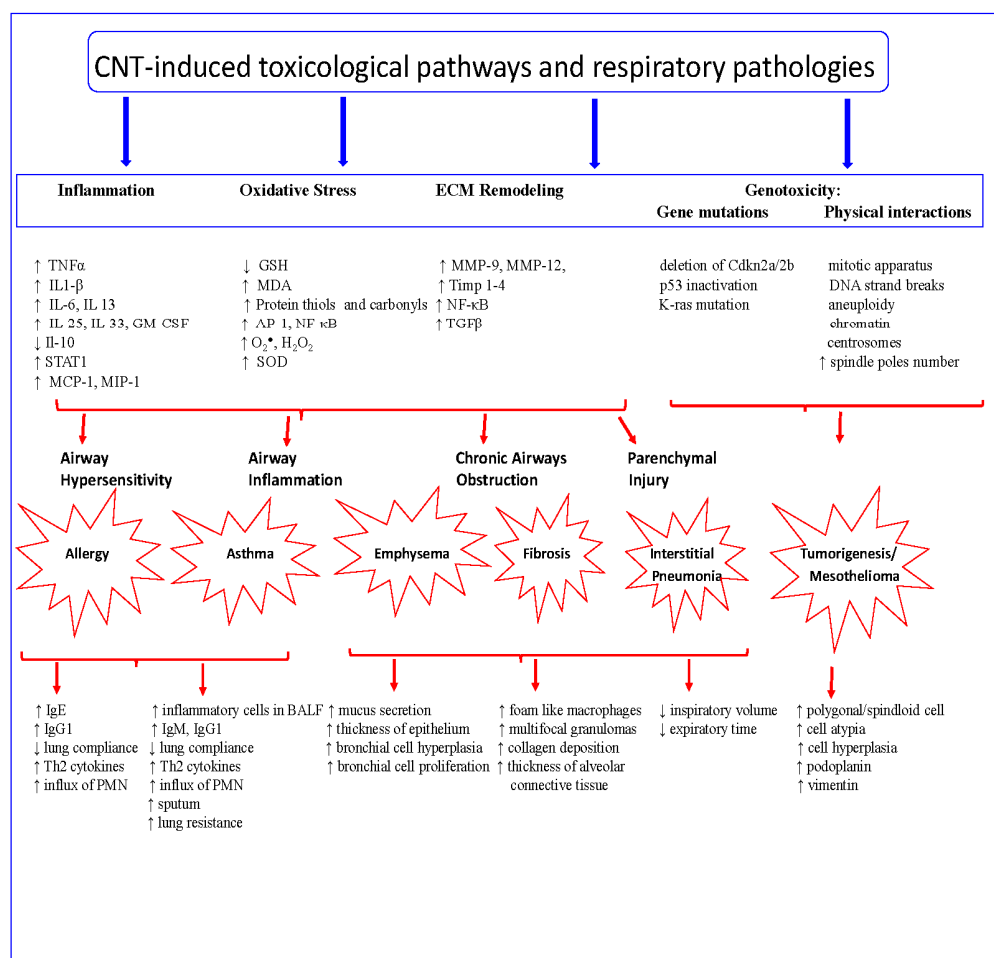 CNT-induced toxicological pathways and respiratory pathologies
Inflammation
Oxidative Stress
ECM Remodeling
Genotoxicity:
Gene mutations
Physical interactions
↑ TNFα
↑ IL1-β
↑ IL-6, IL 13
↑ IL 25, IL 33, GM CSF
↓ Il-10
↑ STAT1
↑ MCP-1, MIP-1
↓ GSH
↑ MDA
↑ Protein thiols and carbonyls
↑ AP 1, NF κB
↑ O₂•, H₂O₂
↑ SOD
↑ MMP-9, MMP-12,
↑ Timp 1-4
↑ NF-κB
↑ TGFβ
deletion of Cdkn2a/2b
p53 inactivation
K-ras mutation
mitotic apparatus
DNA strand breaks
aneuploidy
chromatin
centrosomes
↑ spindle poles number
Airway
Hypersensitivity
Airway
Inflammation
Chronic Airways
Obstruction
Parenchymal
Injury
Allergy
Asthma
Emphysema
Fibrosis
Interstitial
Pneumonia
Tumorigenesis/
Mesothelioma
↑ IgE
↑ IgG1
↓ lung compliance
↑ Th2 cytokines
↑ influx of PMN
↑ inflammatory cells in BALF
↑ IgM, IgG1
↓ lung compliance
↑ Th2 cytokines
↑ influx of PMN
↑ sputum
↑ lung resistance
↑ mucus secretion
↑ thickness of epithelium
↑ bronchial cell hyperplasia
↑ bronchial cell proliferation
↑ foam like macrophages
↑ multifocal granulomas
↑ collagen deposition
↑ thickness of alveolar
connective tissue
↓ inspiratory volume
↓ expiratory time
↑ polygonal/spindloid cell
↑ cell atypia
↑ cell hyperplasia
↑ podoplanin
↑ vimentin